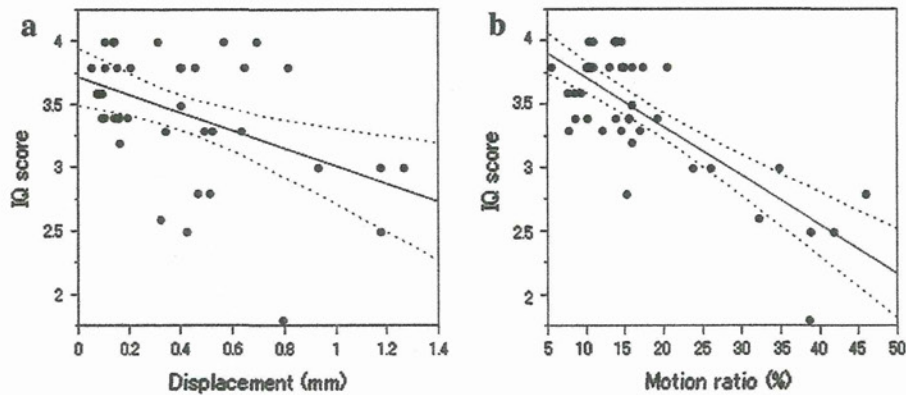 a
IQ score
4
3.5
3
2.5
2
0 0.2 0.4 0.6 0.8 1 1.2 1.4
Displacement (mm)
b
IQ score
4
3.5
3
2.5
2
5 10 15 20 25 30 35 40 45 50
Motion ratio (%)